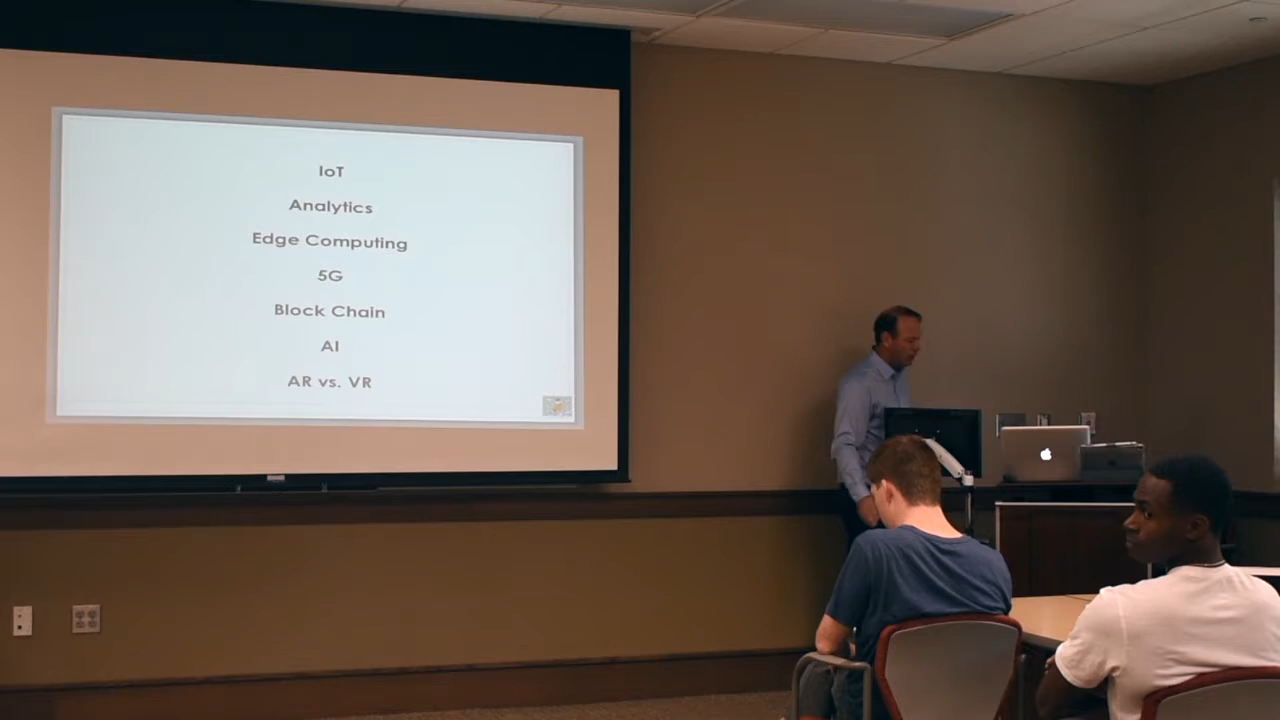 IoT
Analytics
Edge Computing
5G
Block Chain
AI
AR vs. VR